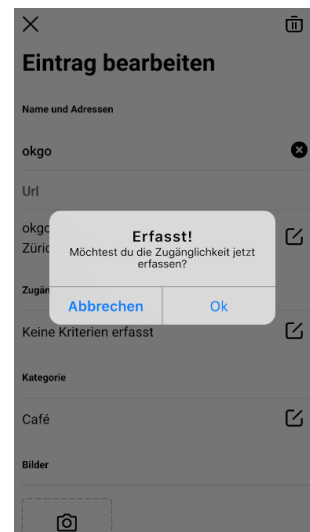 Eintrag bearbeiten
Name und Adressen
okgo
Url
okgo
Züric
Erfasst!
Möchtest du die Zugänglichkeit jetzt
erfassen?
Abbrechen
Ok
Zugän
Keine Kriterien erfasst
Kategorie
Café
Bilder